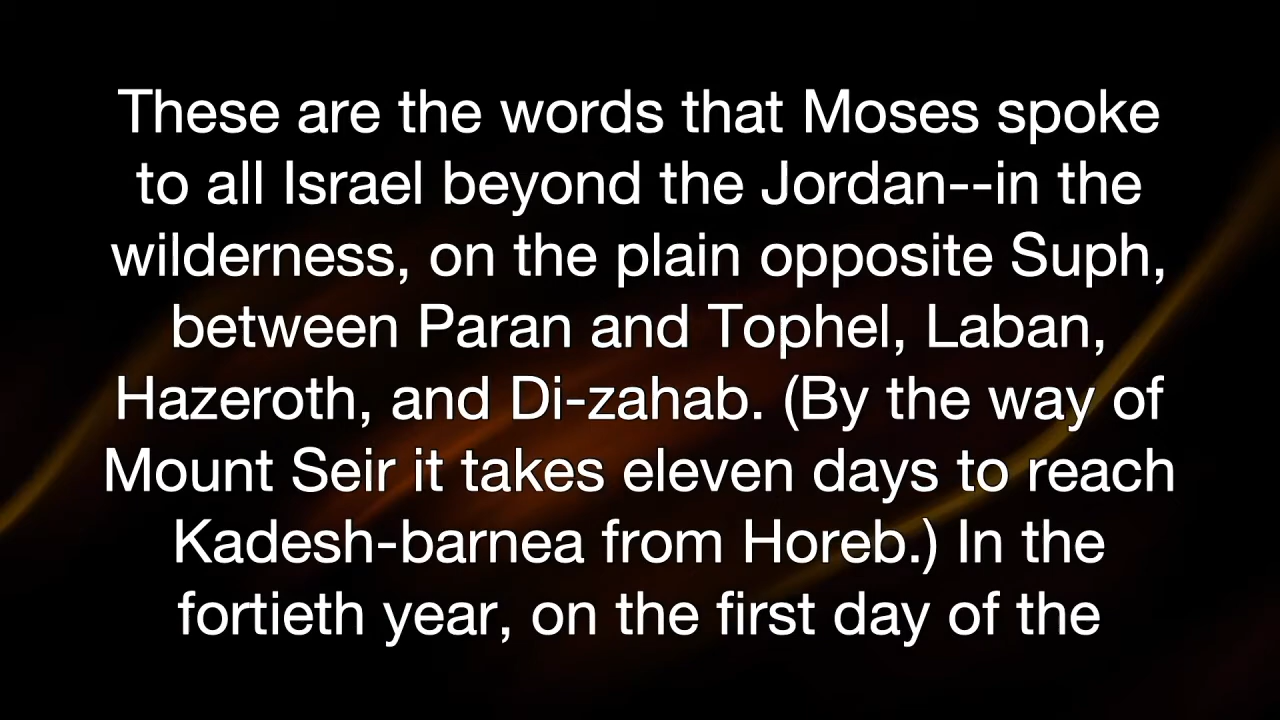 These are the words that Moses spoke
to all Israel beyond the Jordan--in the
wilderness, on the plain opposite Suph,
between Paran and Tophel, Laban,
Hazeroth, and Di-zahab. (By the way of
Mount Seir it takes eleven days to reach
Kadesh-barnea from Horeb.) In the
fortieth year, on the first day of the